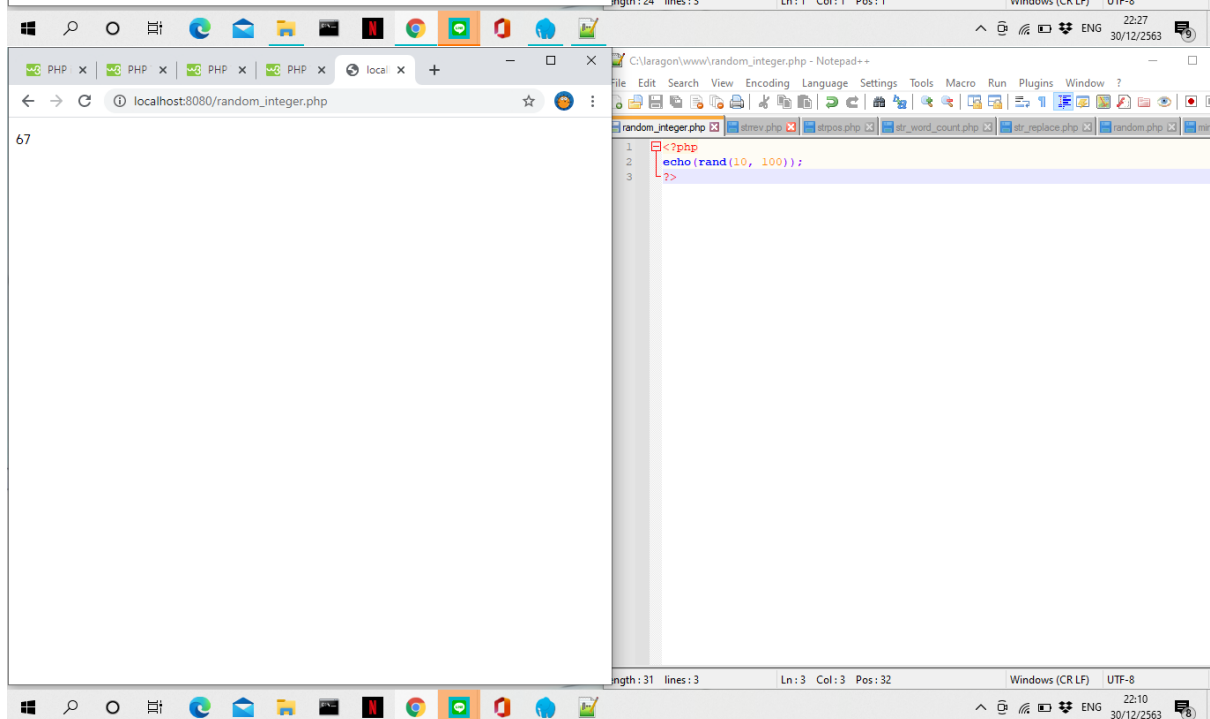 length : 24 lines : 3 Ln : 1 Col : 1 Pos : 1 Windows (CR LF) UTF-8
ENG 22:27
30/12/2563 9
PHP PHP PHP PHP local
localhost:8080/random_integer.php
67
C:\laragon\www\random_integer.php - Notepad++
File Edit Search View Encoding Language Settings Tools Macro Run Plugins Window ?
random_integer.php strrev.php strpos.php str_word_count.php str_replace.php random.php
1 <?php
2 echo(rand(10, 100));
3 ?>
ength : 31 lines : 3 Ln : 3 Col : 3 Pos : 32 Windows (CR LF) UTF-8
ENG 22:10
30/12/2563 8